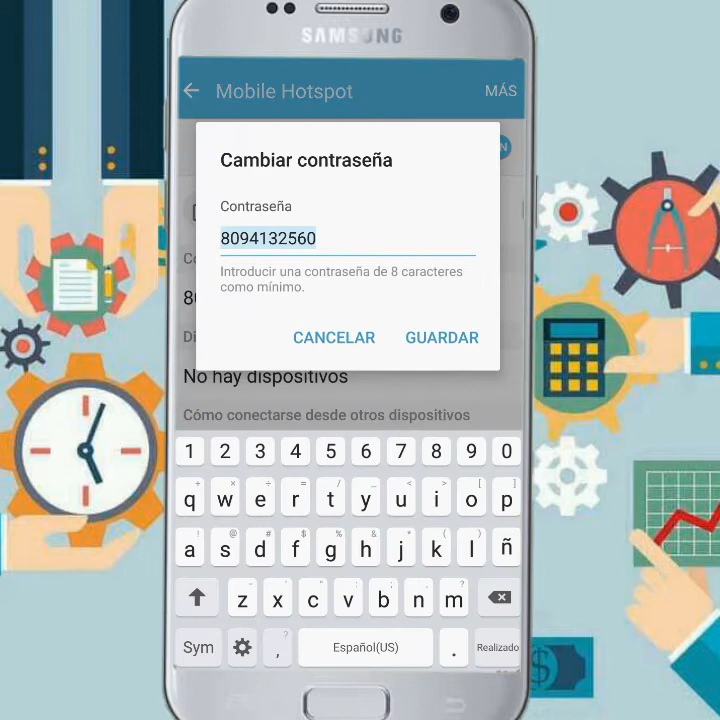 SAMSUNG
Mobile Hotspot MÁS
N
Cambiar contraseña
Contraseña
8094132560
Introducir una contraseña de 8 caracteres
como mínimo.
CANCELAR GUARDAR
No hay dispositivos
Cómo conectarse desde otros dispositivos
1 2 3 4 5 6 7 8 9 0
q w e r t y u i o p
a s d f g h j k l ñ
z x c v b n m
Sym , Español(US) . Realizado
$